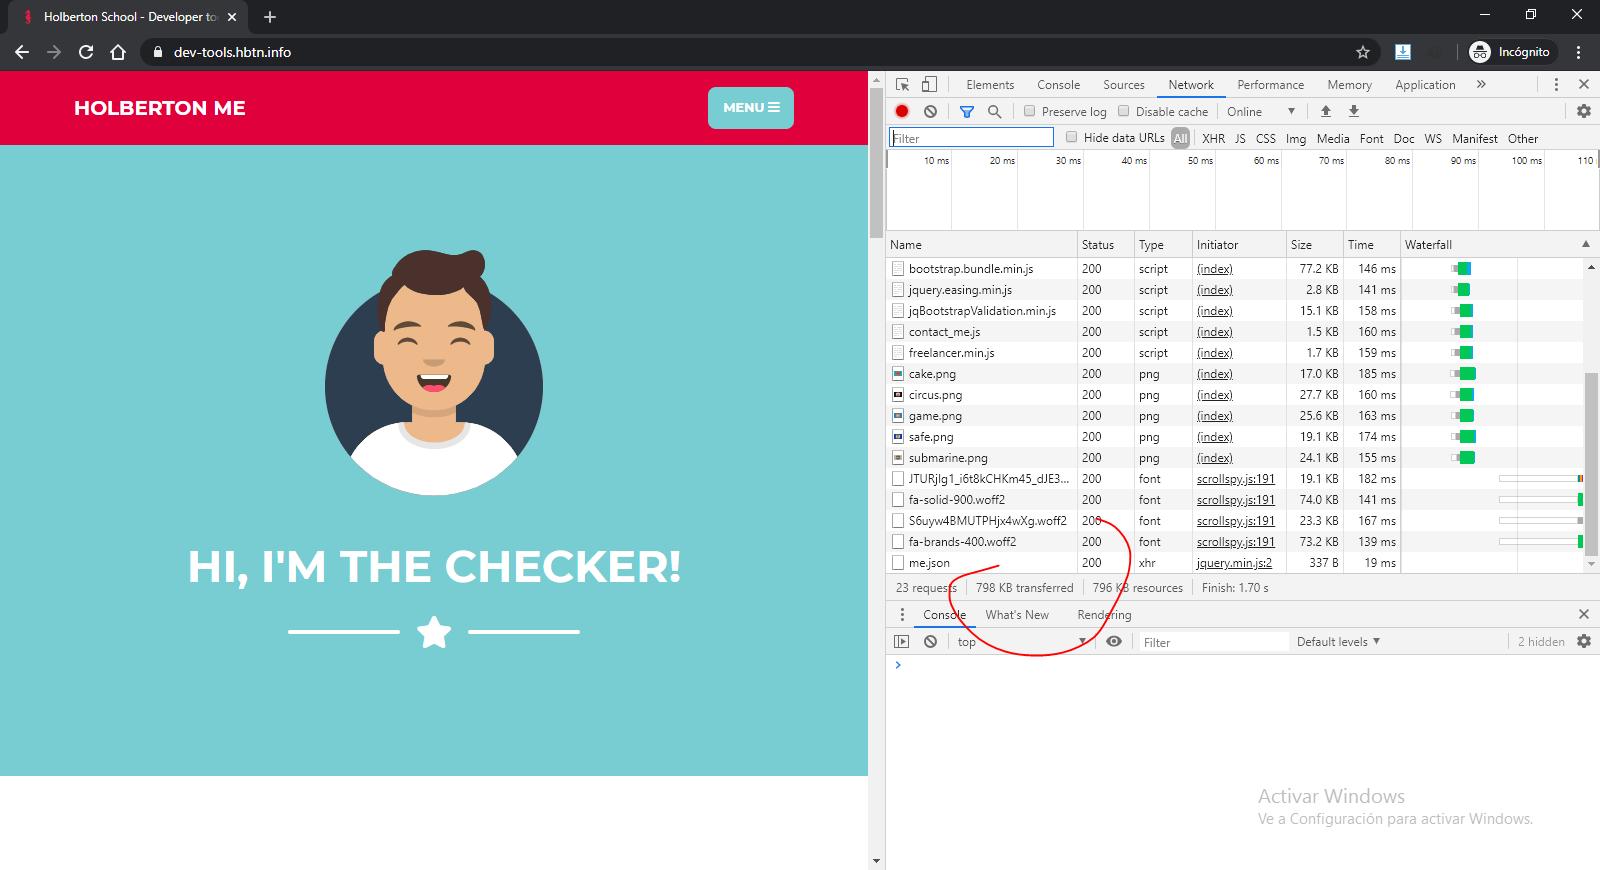 Holberton School - Developer to
dev-tools.hbtn.info
Incógnito
HOLBERTON ME
MENU
HI, I'M THE CHECKER!
Elements Console Sources Network Performance Memory Application
Preserve log Disable cache Online
Filter Hide data URLs All XHR JS CSS Img Media Font Doc WS Manifest Other
10 ms 20 ms 30 ms 40 ms 50 ms 60 ms 70 ms 80 ms 90 ms 100 ms 110
Name Status Type Initiator Size Time Waterfall
bootstrap.bundle.min.js 200 script (index) 77.2 KB 146 ms
jquery.easing.min.js 200 script (index) 2.8 KB 141 ms
jqBootstrapValidation.min.js 200 script (index) 15.1 KB 158 ms
contact_me.js 200 script (index) 1.5 KB 160 ms
freelancer.min.js 200 script (index) 1.7 KB 159 ms
cake.png 200 png (index) 17.0 KB 185 ms
circus.png 200 png (index) 27.7 KB 160 ms
game.png 200 png (index) 25.6 KB 163 ms
safe.png 200 png (index) 19.1 KB 174 ms
submarine.png 200 png (index) 24.1 KB 155 ms
JTURjIg1_i6t8kCHKm45_dJE3... 200 font scrollspy.js:191 19.1 KB 182 ms
fa-solid-900.woff2 200 font scrollspy.js:191 74.0 KB 141 ms
S6uyw4BMUTPHjx4wXg.woff2 200 font scrollspy.js:191 23.3 KB 167 ms
fa-brands-400.woff2 200 font scrollspy.js:191 73.2 KB 139 ms
me.json 200 xhr jquery.min.js:2 337 B 19 ms
23 requests 798 KB transferred 796 KB resources Finish: 1.70 s
Console What's New Rendering
top Filter Default levels 2 hidden
Activar Windows
Ve a Configuración para activar Windows.